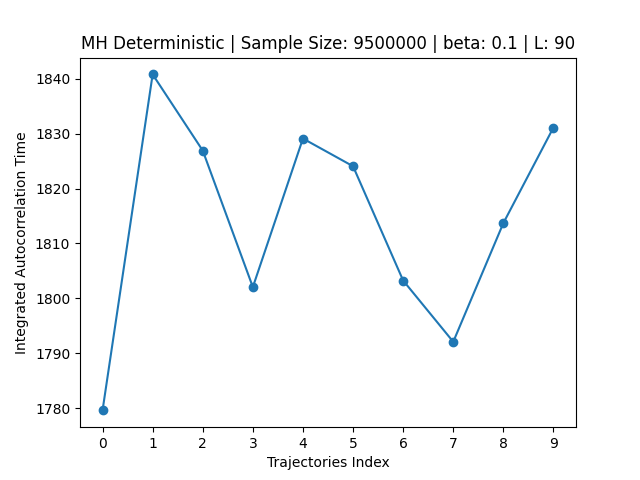 MH Deterministic | Sample Size: 9500000 | beta: 0.1 | L: 90
Integrated Autocorrelation Time
1840
1830
1820
1810
1800
1790
1780
0 1 2 3 4 5 6 7 8 9
Trajectories Index